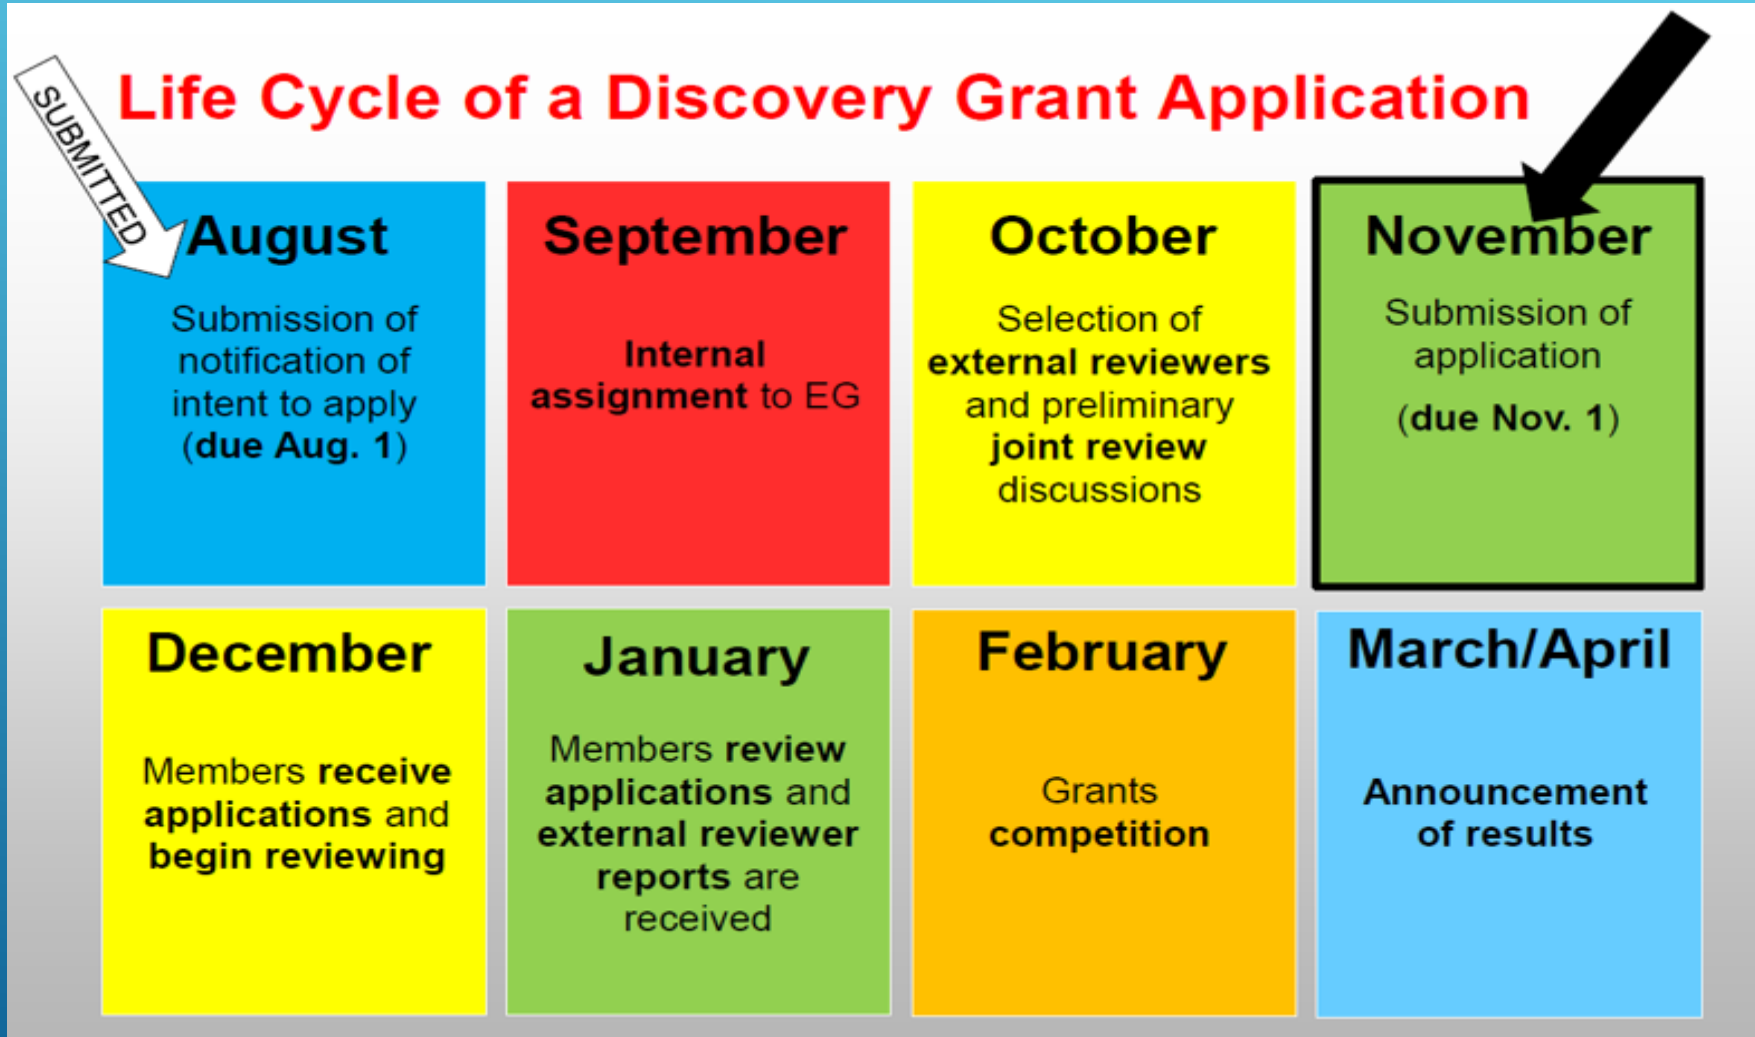 Life Cycle of a Discovery Grant Application
SUBMITTED
August
Submission of
notification of
intent to apply
(due Aug. 1)
September
Internal
assignment to EG
October
Selection of
external reviewers
and preliminary
joint review
discussions
November
Submission of
application
(due Nov. 1)
December
Members receive
applications and
begin reviewing
January
Members review
applications and
external reviewer
reports are
received
February
Grants
competition
March/April
Announcement
of results